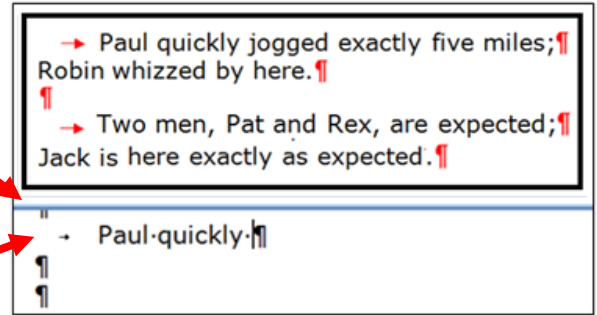 → Paul quickly jogged exactly five miles;¶
Robin whizzed by here.¶
¶
→ Two men, Pat and Rex, are expected;¶
Jack is here exactly as expected.¶
¶
→ Paul·quickly·¶
¶
¶